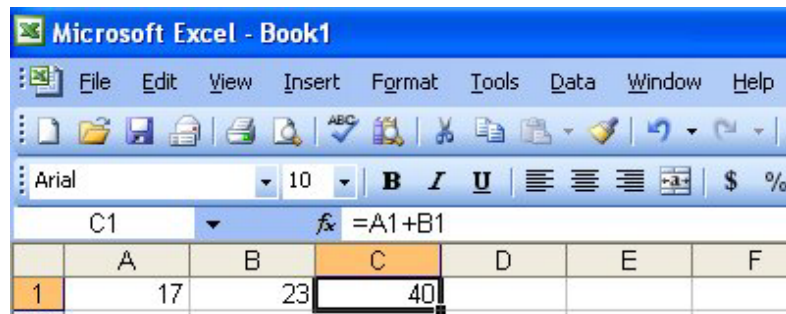 Microsoft Excel - Book1
File Edit View Insert Format Tools Data Window Help
ABC
Arial 10 B I U a $ %
C1 fx =A1+B1
A B C D E F
1 17 23 40